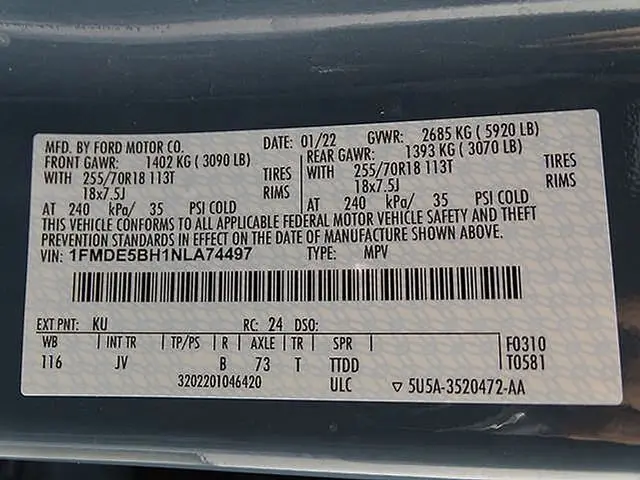 MFD. BY FORD MOTOR CO. DATE: 01/22 GVWR: 2685 KG ( 5920 LB)
FRONT GAWR: 1402 KG ( 3090 LB) REAR GAWR: 1393 KG ( 3070 LB)
WITH 255/70R18 113T TIRES WITH 255/70R18 113T TIRES
18x7.5J RIMS 18x7.5J RIMS
AT 240 kPa/ 35 PSI COLD AT 240 kPa/ 35 PSI COLD
THIS VEHICLE CONFORMS TO ALL APPLICABLE FEDERAL MOTOR VEHICLE SAFETY AND THEFT
PREVENTION STANDARDS IN EFFECT ON THE DATE OF MANUFACTURE SHOWN ABOVE.
VIN: 1FMDE5BH1NLA74497 TYPE: MPV
EXT PNT: KU RC: 24 DSO:
WB INT TR TP/PS R AXLE TR SPR F0310
116 JV B 73 T TTDD T0581
3202201046420 ULC ▽ 5U5A-3520472-AA